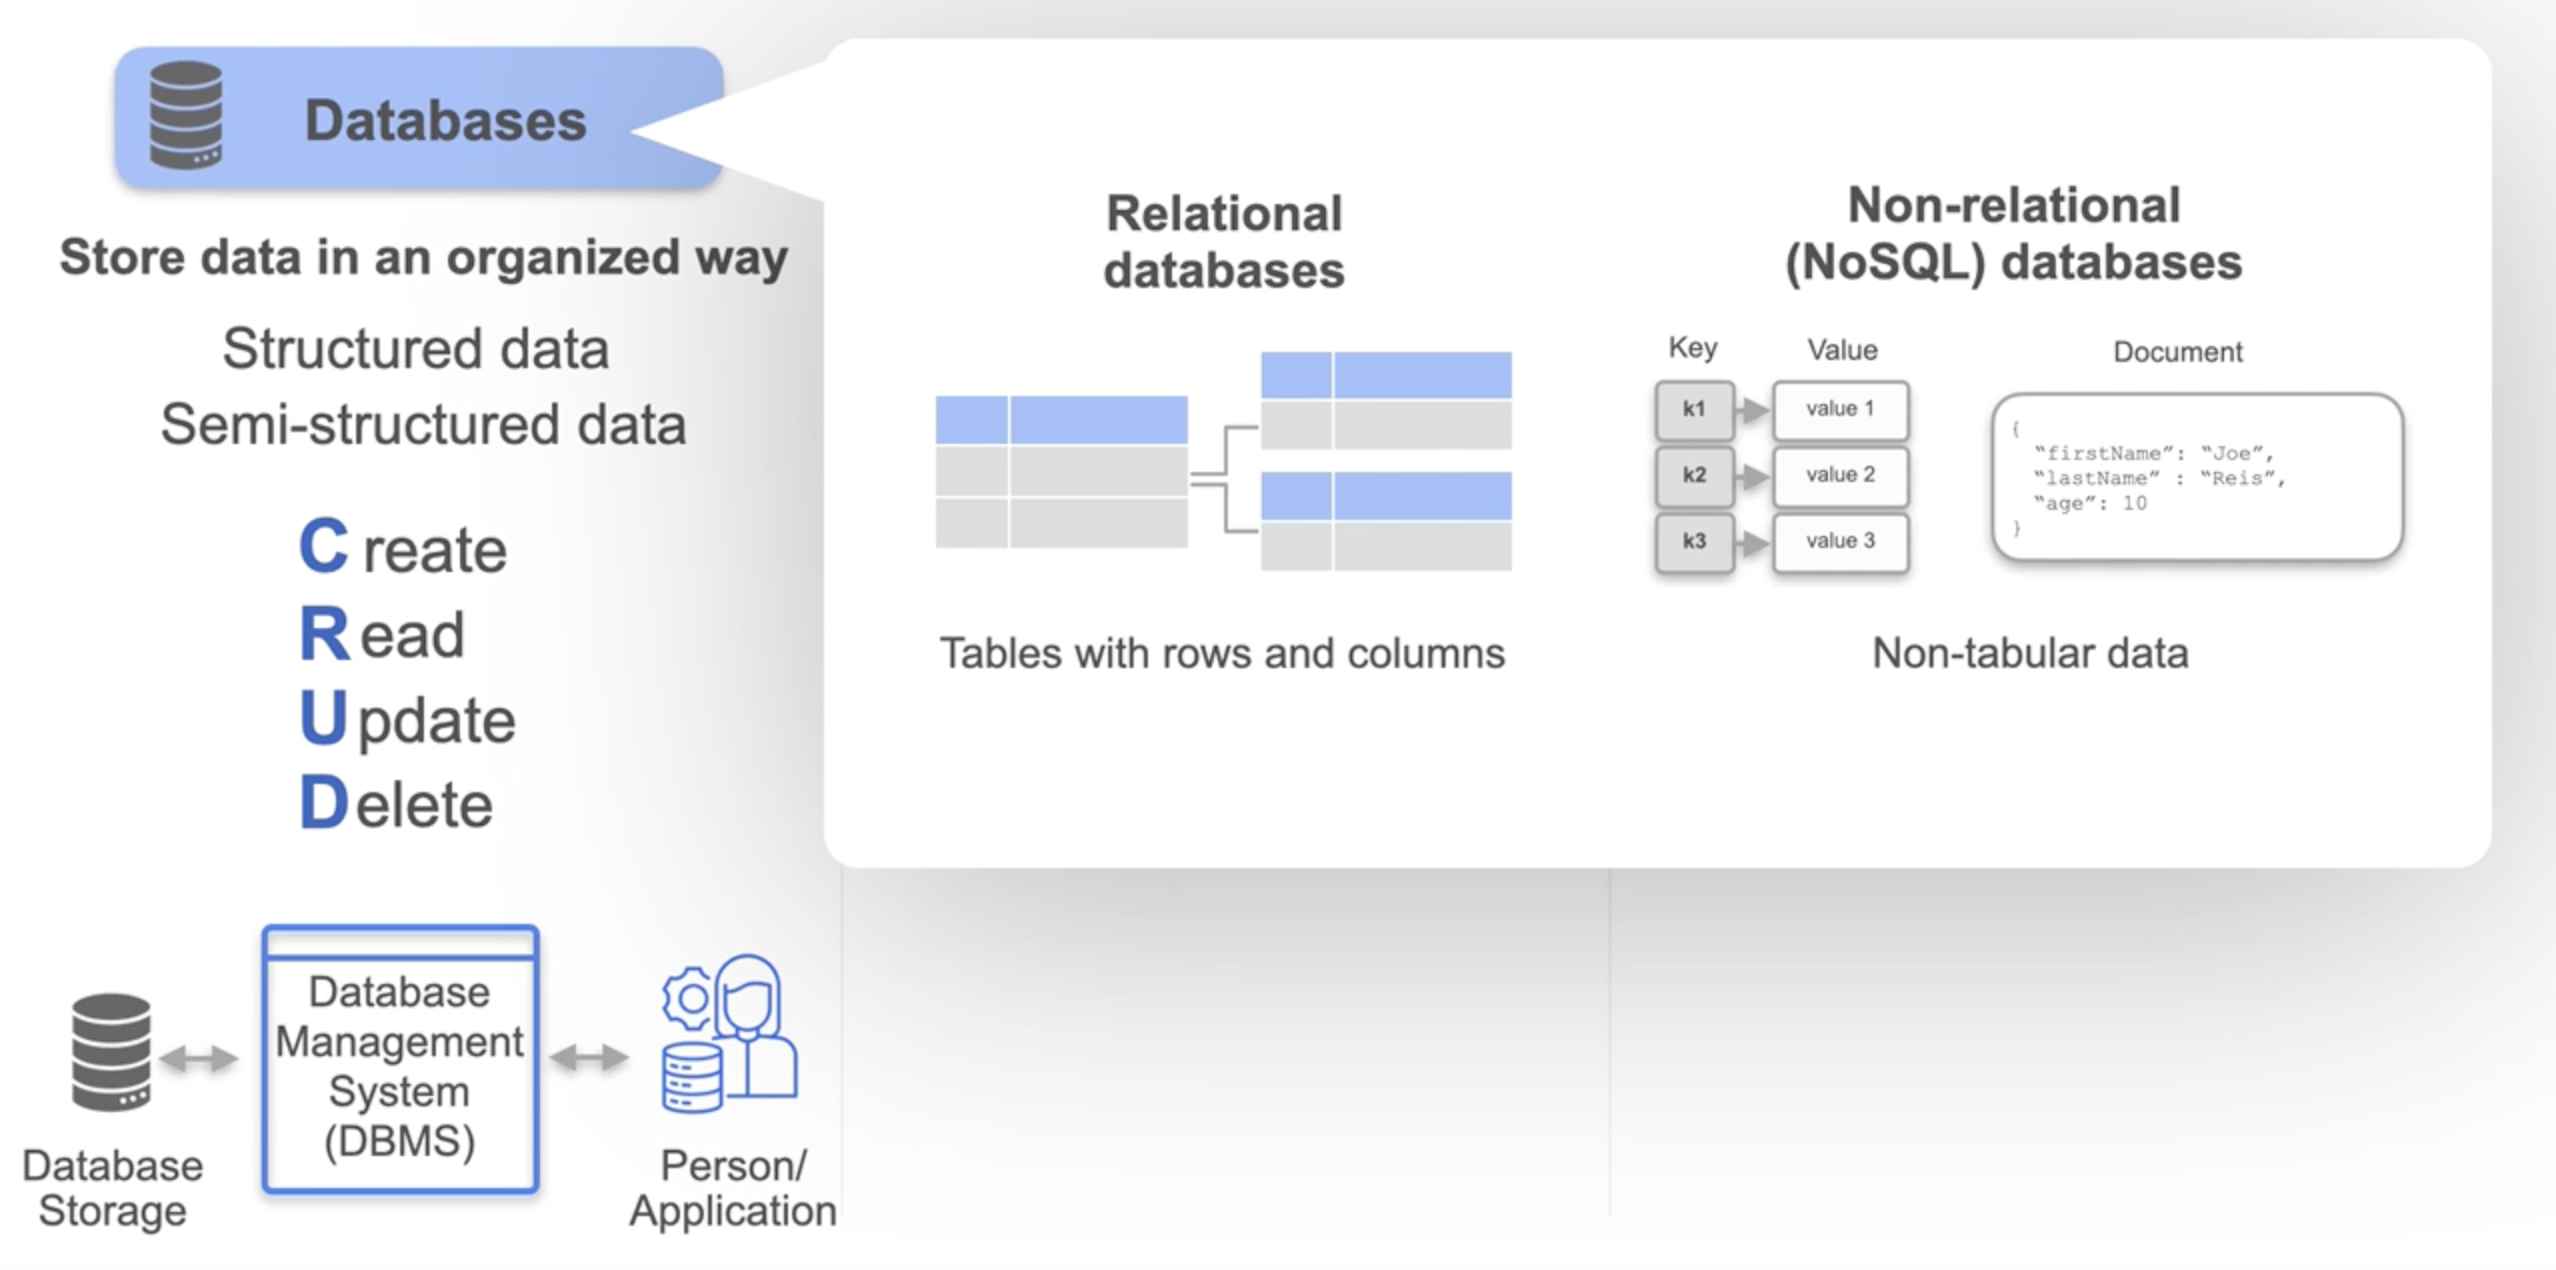 Databases
Store data in an organized way
Structured data
Semi-structured data
Create
Read
Update
Delete
Database
Storage
Database
Management
System
(DBMS)
Person/
Application
Relational
databases
Tables with rows and columns
Non-relational
(NoSQL) databases
Key Value
k1 value 1
k2 value 2
k3 value 3
Document
{
“firstName”: “Joe”,
“lastName” : “Reis”,
“age”: 10
}
Non-tabular data